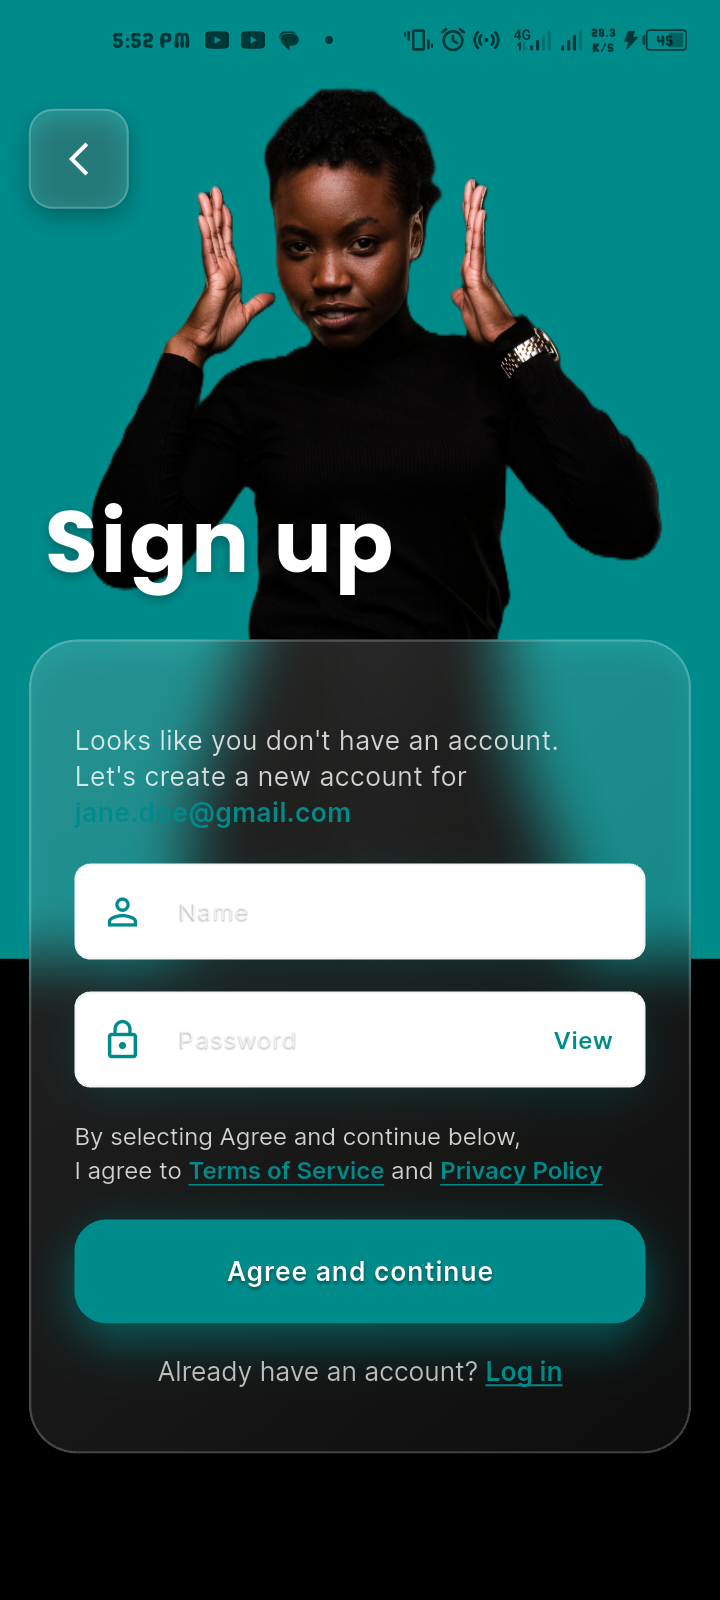 5:52 PM
4G
29.3
K/S
45
Sign up
Looks like you don't have an account.
Let's create a new account for
jane.doe@gmail.com
Name
Password
View
By selecting Agree and continue below,
I agree to Terms of Service and Privacy Policy
Agree and continue
Already have an account? Log in